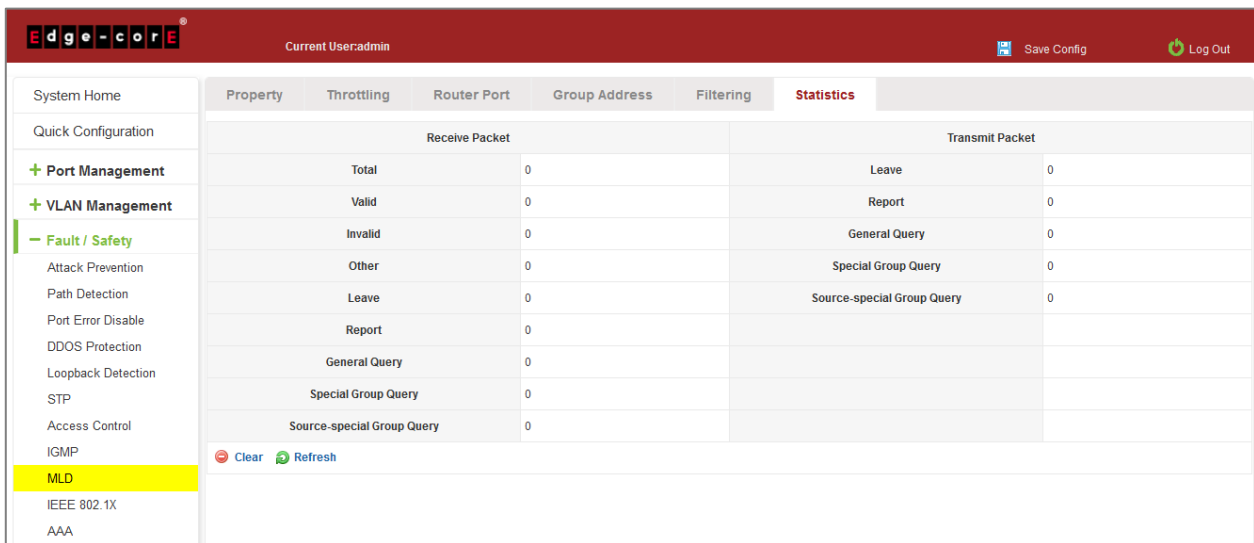 Edge-corE®
Current User:admin
Save Config
Log Out
System Home
Quick Configuration
+ Port Management
+ VLAN Management
− Fault / Safety
Attack Prevention
Path Detection
Port Error Disable
DDOS Protection
Loopback Detection
STP
Access Control
IGMP
MLD
IEEE 802.1X
AAA
Property Throttling Router Port Group Address Filtering Statistics
Receive Packet Transmit Packet
Total 0 Leave 0
Valid 0 Report 0
Invalid 0 General Query 0
Other 0 Special Group Query 0
Leave 0 Source-special Group Query 0
Report 0
General Query 0
Special Group Query 0
Source-special Group Query 0
Clear Refresh